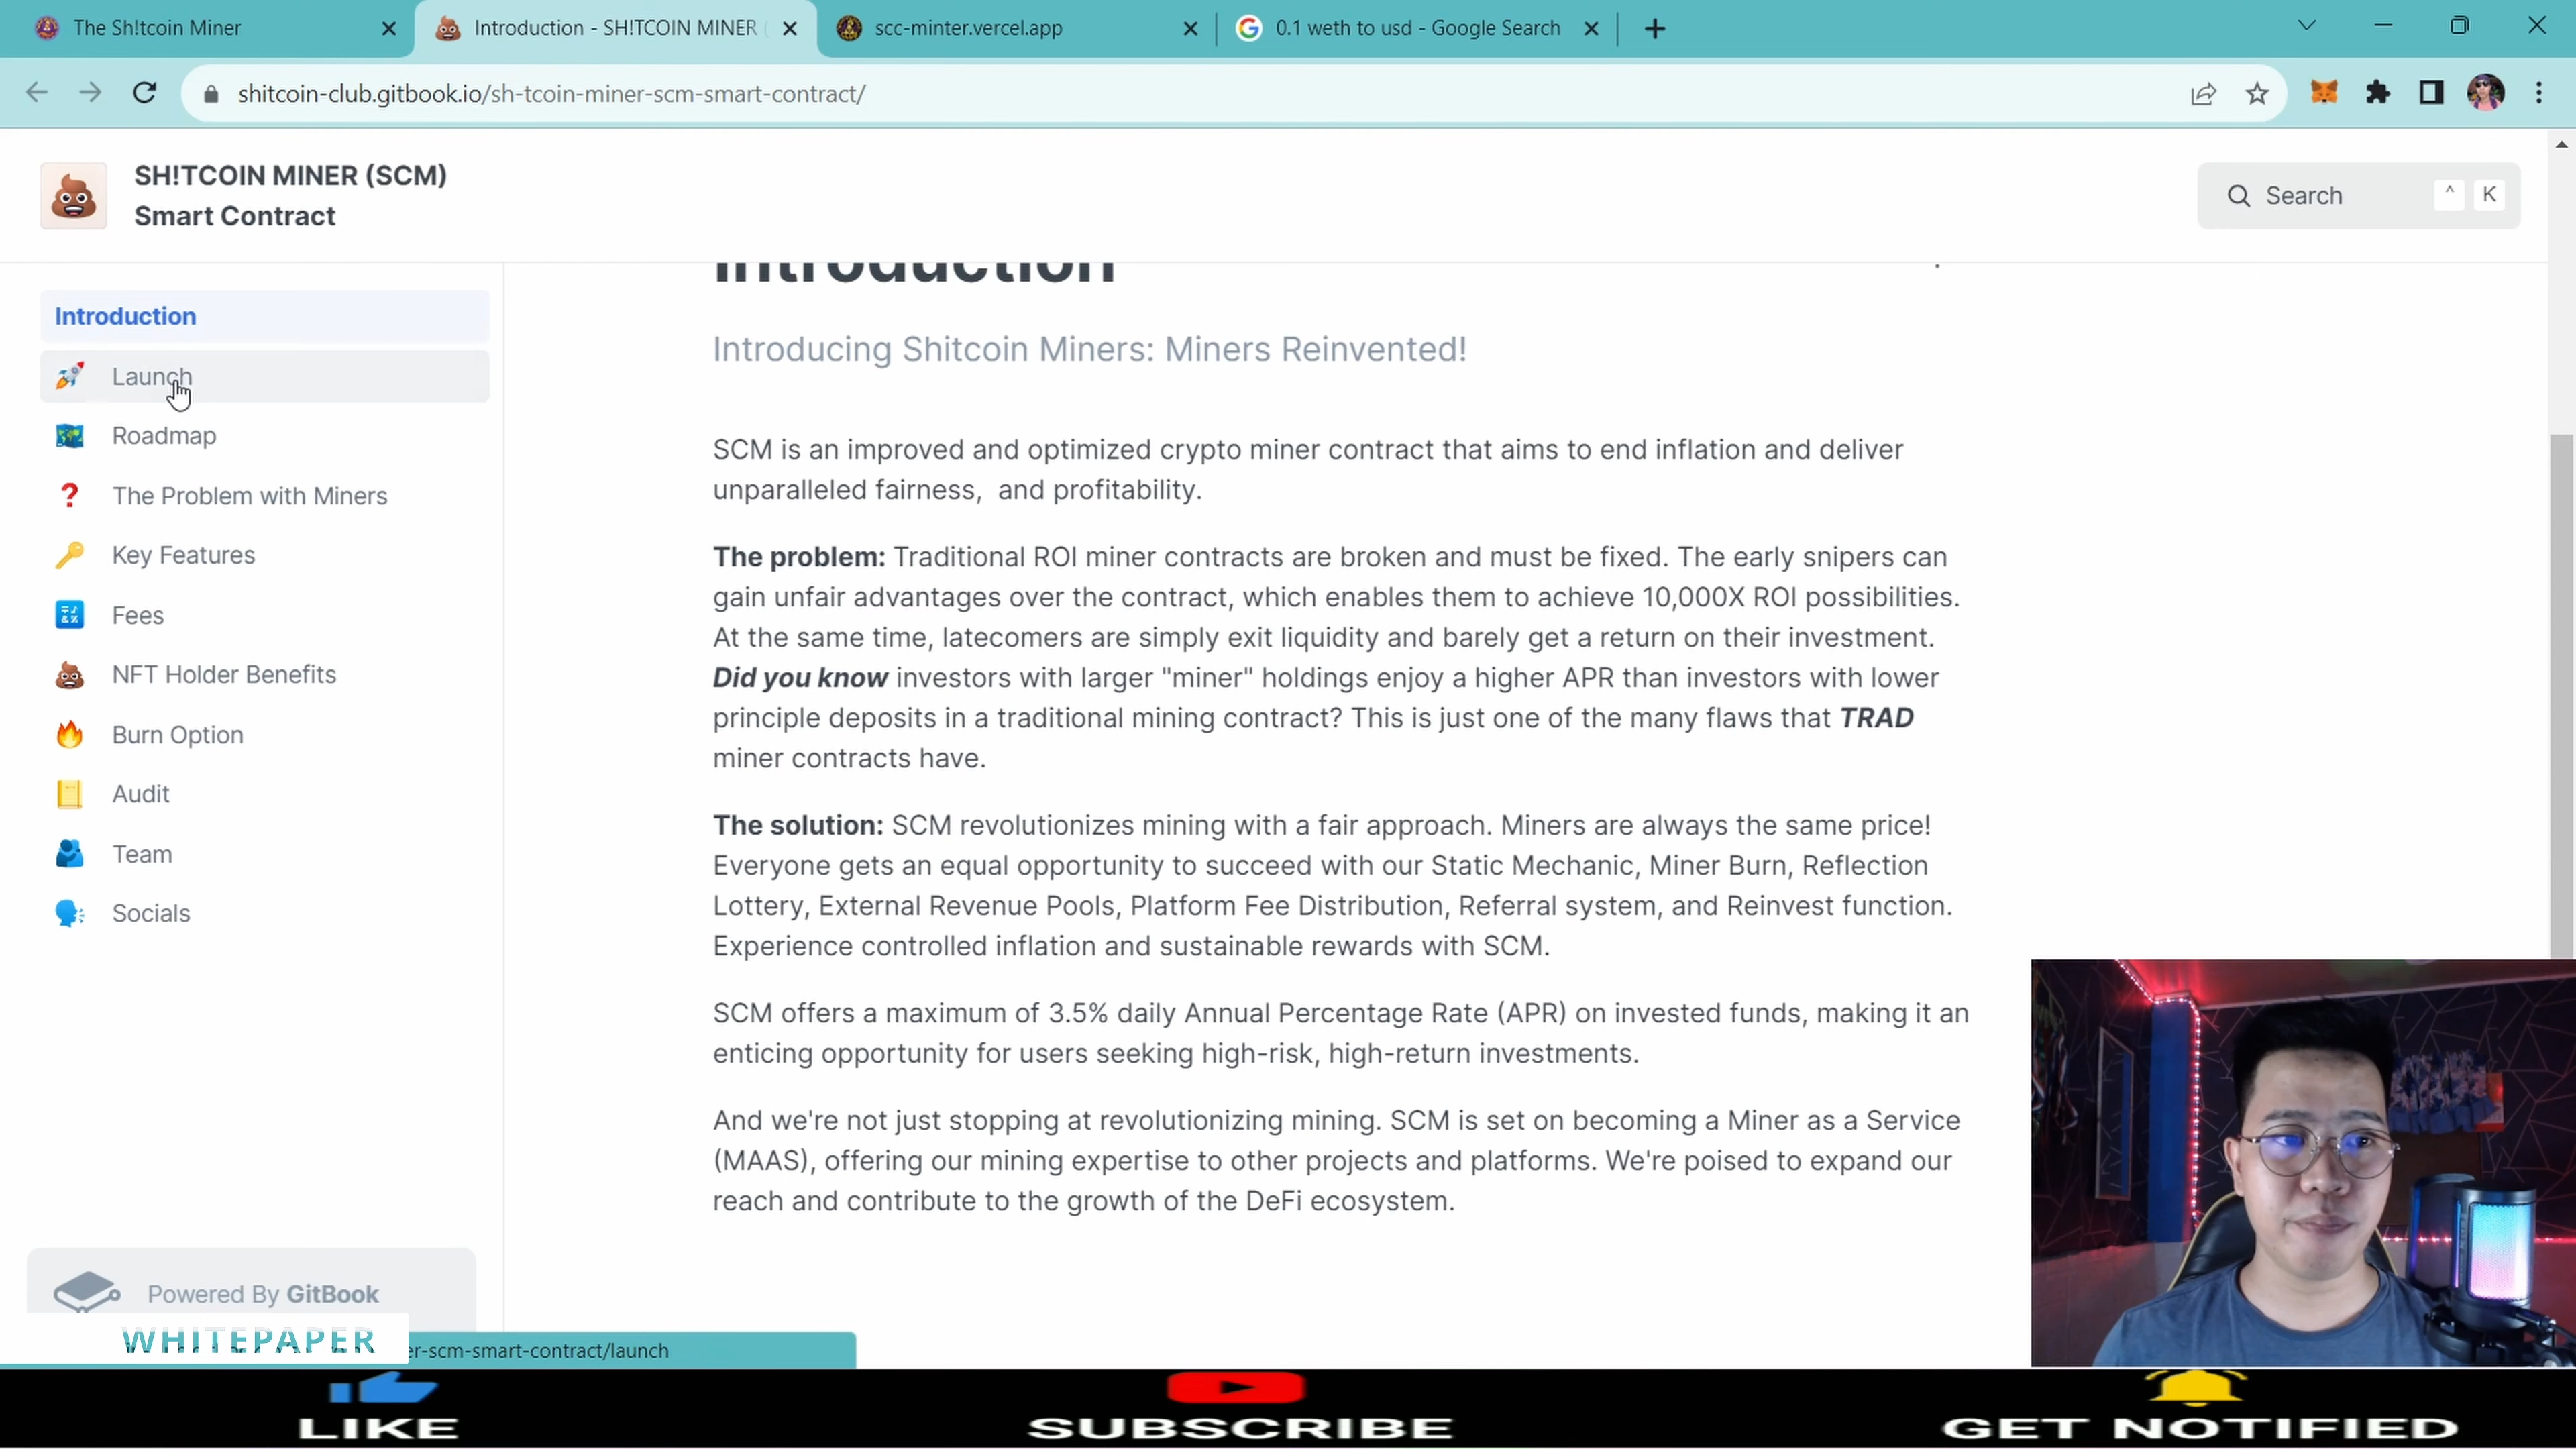 The Sh!tcoin Miner
Introduction - SH!TCOIN MINER
scc-minter.vercel.app
0.1 weth to usd - Google Search
shitcoin-club.gitbook.io/sh-tcoin-miner-scm-smart-contract/
SH!TCOIN MINER (SCM)
Smart Contract
Search
^ K
Introduction
Launch
Roadmap
The Problem with Miners
Key Features
Fees
NFT Holder Benefits
Burn Option
Audit
Team
Socials
Powered By GitBook
Introduction
Introducing Shitcoin Miners: Miners Reinvented!
SCM is an improved and optimized crypto miner contract that aims to end inflation and deliver
unparalleled fairness,  and profitability.
The problem: Traditional ROI miner contracts are broken and must be fixed. The early snipers can
gain unfair advantages over the contract, which enables them to achieve 10,000X ROI possibilities.
At the same time, latecomers are simply exit liquidity and barely get a return on their investment.
Did you know investors with larger "miner" holdings enjoy a higher APR than investors with lower
principle deposits in a traditional mining contract? This is just one of the many flaws that TRAD
miner contracts have.
The solution: SCM revolutionizes mining with a fair approach. Miners are always the same price!
Everyone gets an equal opportunity to succeed with our Static Mechanic, Miner Burn, Reflection
Lottery, External Revenue Pools, Platform Fee Distribution, Referral system, and Reinvest function.
Experience controlled inflation and sustainable rewards with SCM.
SCM offers a maximum of 3.5% daily Annual Percentage Rate (APR) on invested funds, making it an
enticing opportunity for users seeking high-risk, high-return investments.
And we're not just stopping at revolutionizing mining. SCM is set on becoming a Miner as a Service
(MAAS), offering our mining expertise to other projects and platforms. We're poised to expand our
reach and contribute to the growth of the DeFi ecosystem.
WHITEPAPER
er-scm-smart-contract/launch
LIKE
SUBSCRIBE
GET NOTIFIED